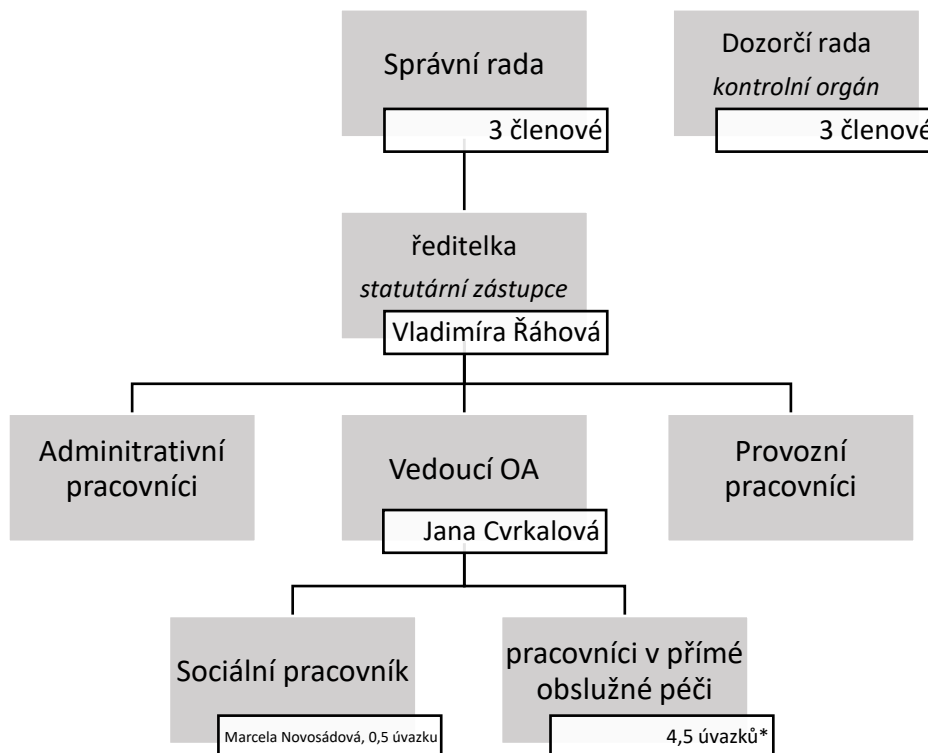 Správní rada
3 členové
Dozorčí rada
kontrolní orgán
3 členové
ředitelka
statutární zástupce
Vladimíra Řáhová
Adminitrativní
pracovníci
Vedoucí OA
Jana Cvrkalová
Provozní
pracovníci
Sociální pracovník
Marcela Novosádová, 0,5 úvazku
pracovníci v přímé
obslužné péči
4,5 úvazků*